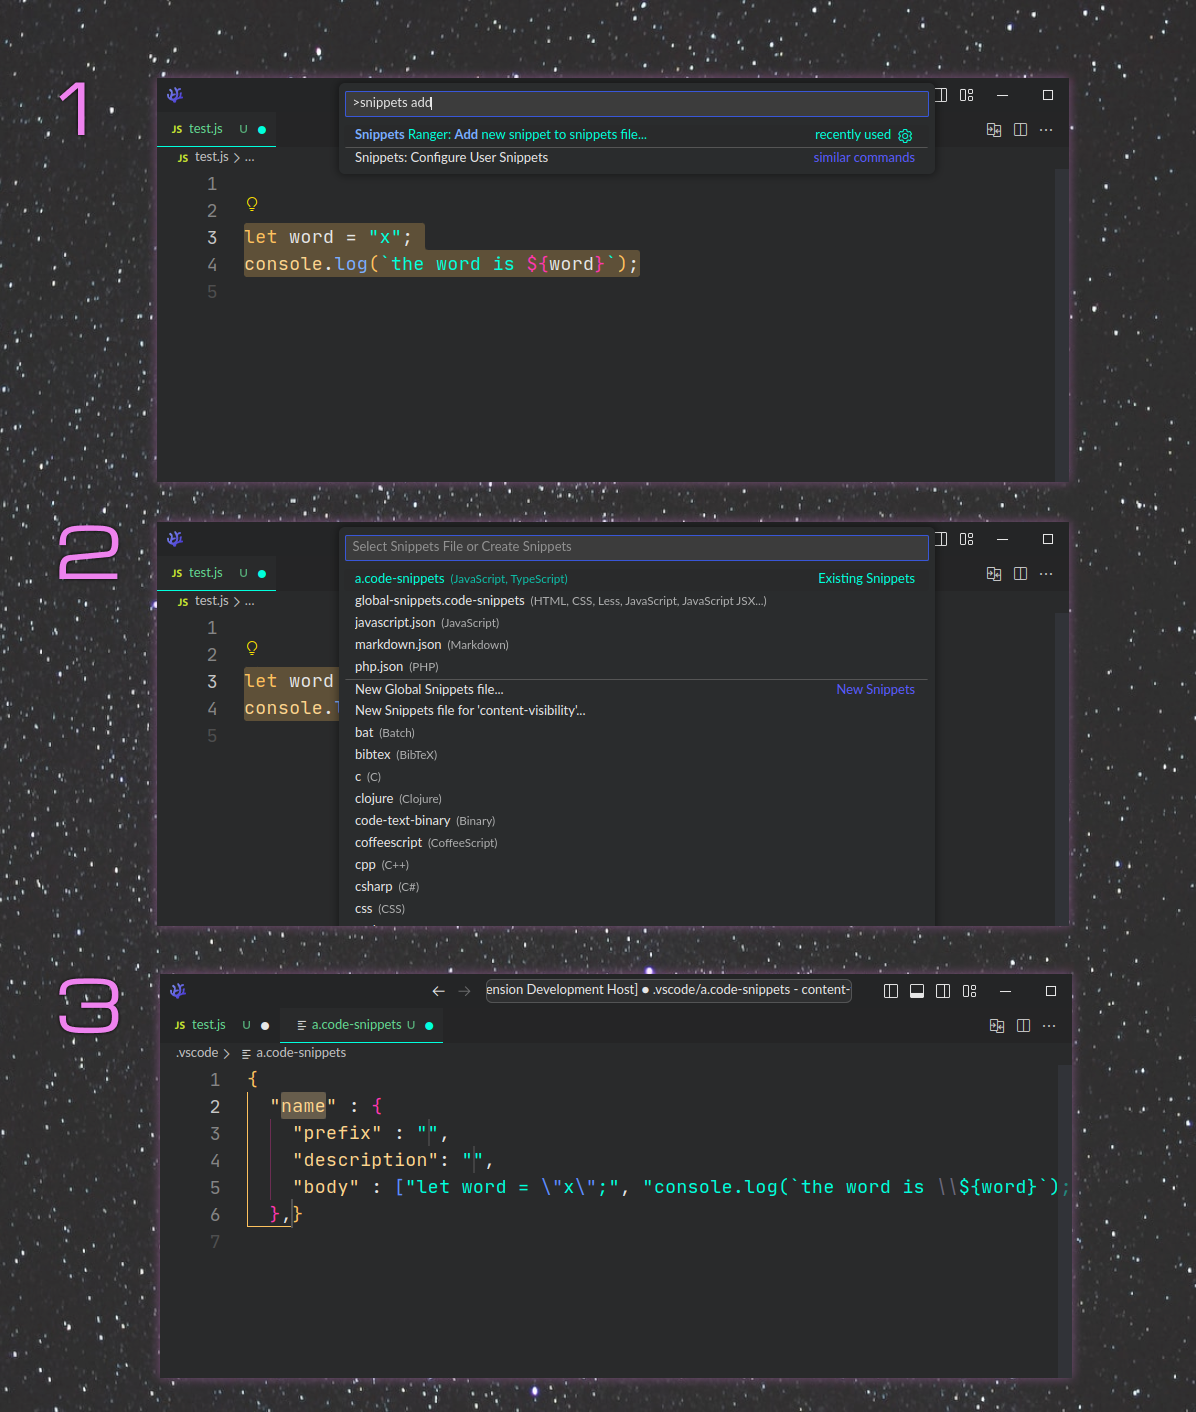 1
>snippets add
JS test.js U
Snippets Ranger: Add new snippet to snippets file... recently used
JS test.js > ...
Snippets: Configure User Snippets similar commands
1
2
3 let word = "x";
4 console.log(`the word is ${word}`);
5
2
Select Snippets File or Create Snippets
JS test.js U
a.code-snippets (JavaScript, TypeScript) Existing Snippets
JS test.js > ...
global-snippets.code-snippets (HTML, CSS, Less, JavaScript, JavaScript JSX...)
javascript.json (JavaScript)
markdown.json (Markdown)
php.json (PHP)
New Global Snippets file... New Snippets
New Snippets file for 'content-visibility'...
bat (Batch)
bibtex (BibTeX)
c (C)
clojure (Clojure)
code-text-binary (Binary)
coffeescript (CoffeeScript)
cpp (C++)
csharp (C#)
css (CSS)
1
2
3 let word
4 console.l
5
3
ension Development Host] ● .vscode/a.code-snippets - content-
JS test.js U ● a.code-snippets U ●
.vscode > a.code-snippets
1 {
2 "name" : {
3 "prefix" : "",
4 "description": "",
5 "body" : ["let word = \"x\";", "console.log(`the word is \\${word}`);
6 },}
7